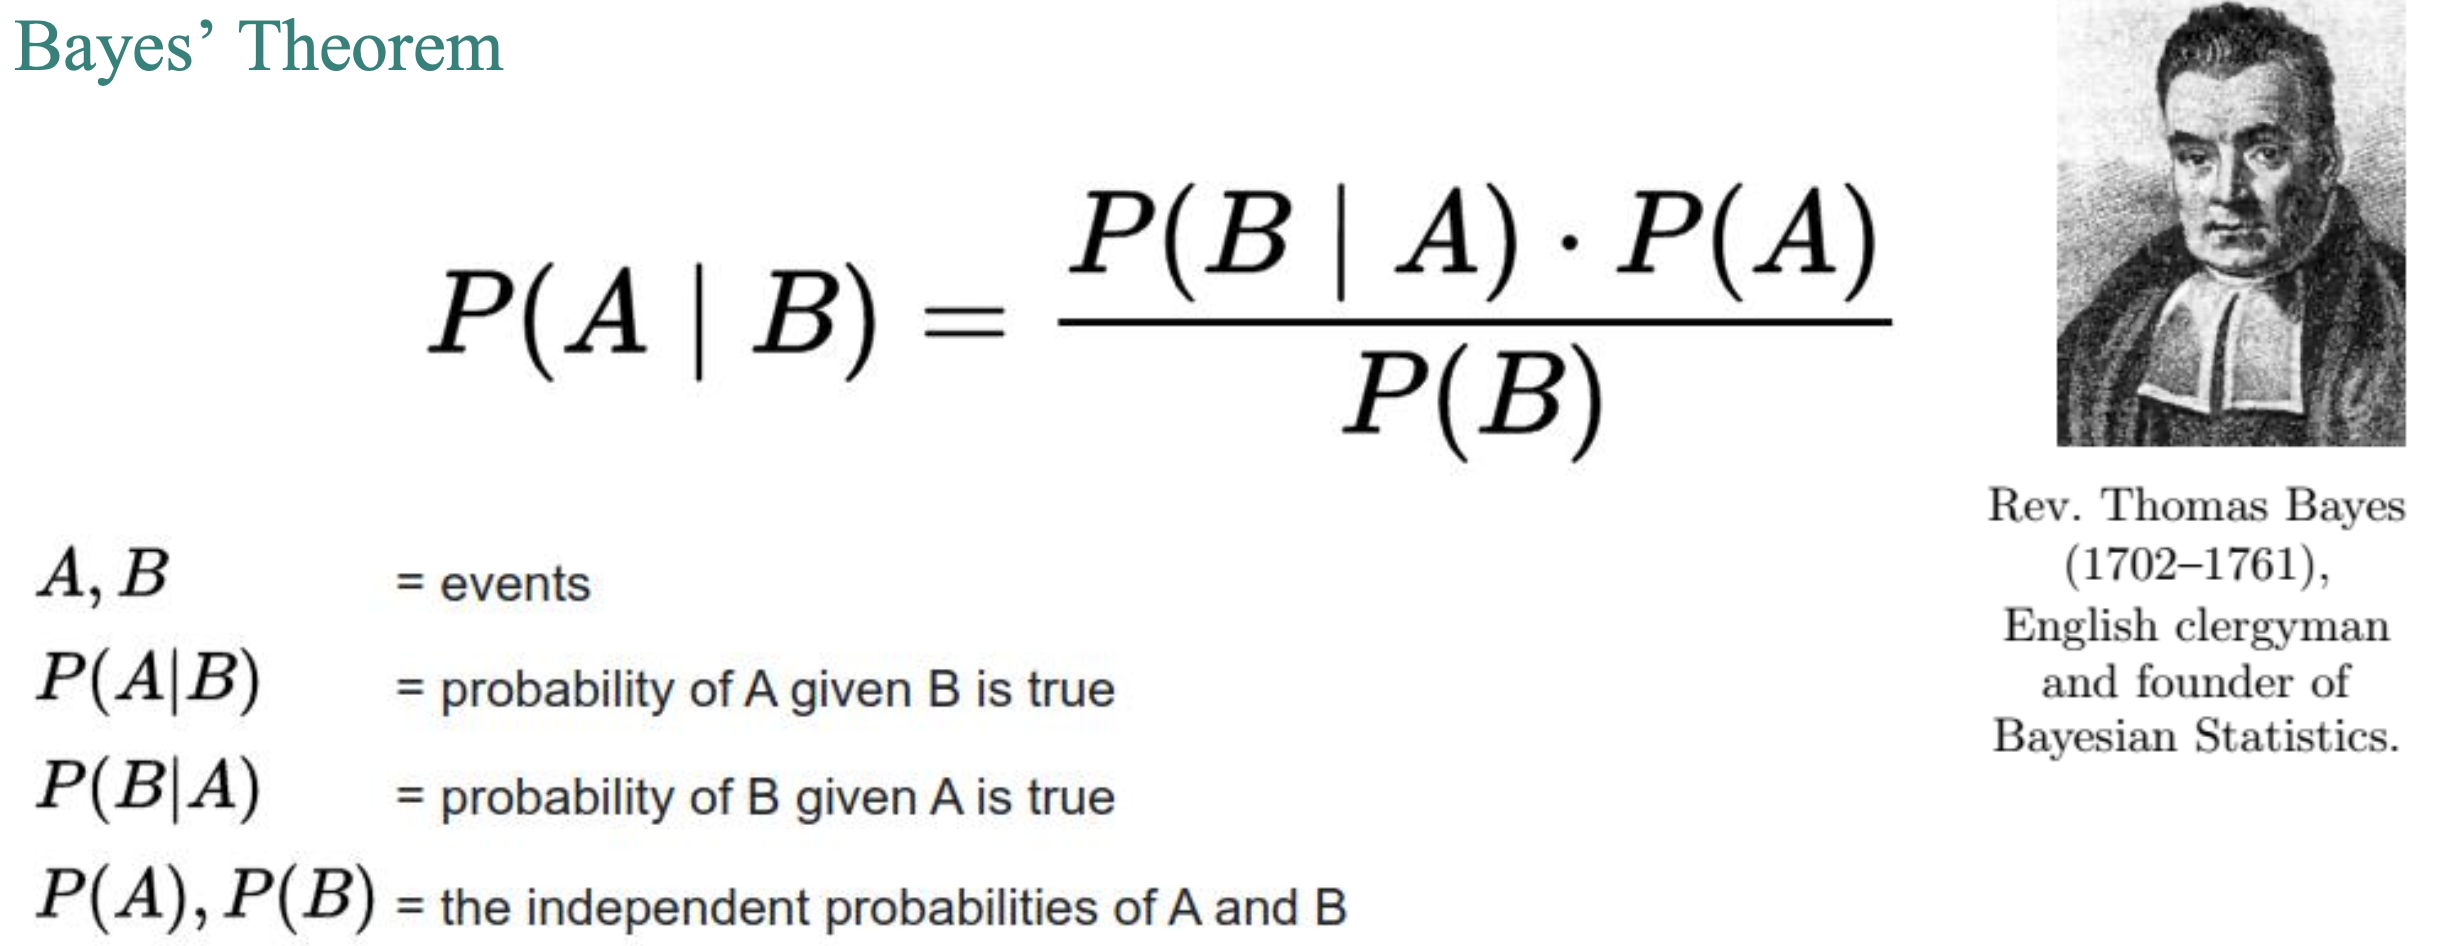 Bayes’ Theorem
P(A | B) = P(B | A) · P(A) / P(B)
A, B = events
P(A|B) = probability of A given B is true
P(B|A) = probability of B given A is true
P(A), P(B) = the independent probabilities of A and B
Rev. Thomas Bayes
(1702–1761),
English clergyman
and founder of
Bayesian Statistics.